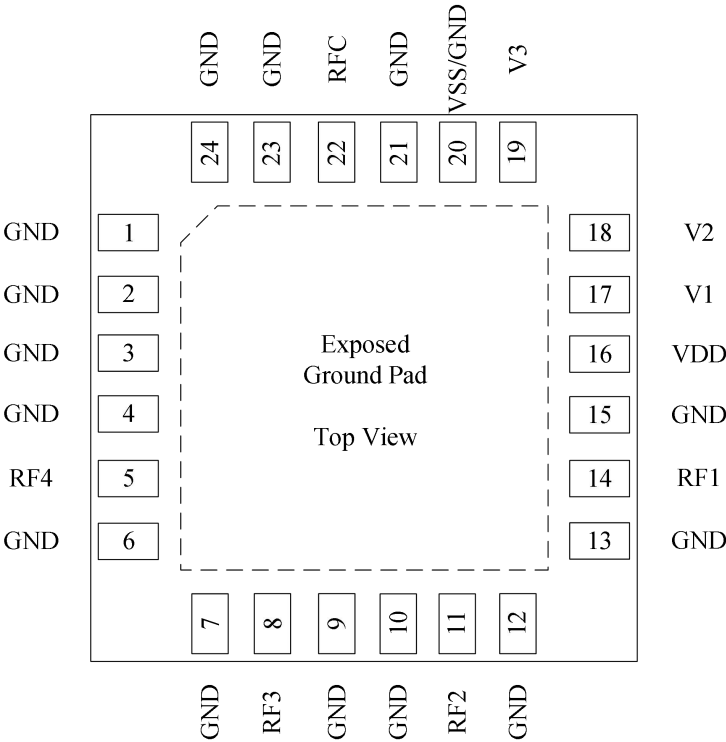 GND
GND
RFC
GND
VSS/GND
V3
24
23
22
21
20
19
GND
1
18
V2
GND
2
17
V1
GND
3
16
VDD
GND
4
15
GND
RF4
5
14
RF1
GND
6
13
GND
Exposed
Ground Pad
Top View
7
8
9
10
11
12
GND
RF3
GND
GND
RF2
GND